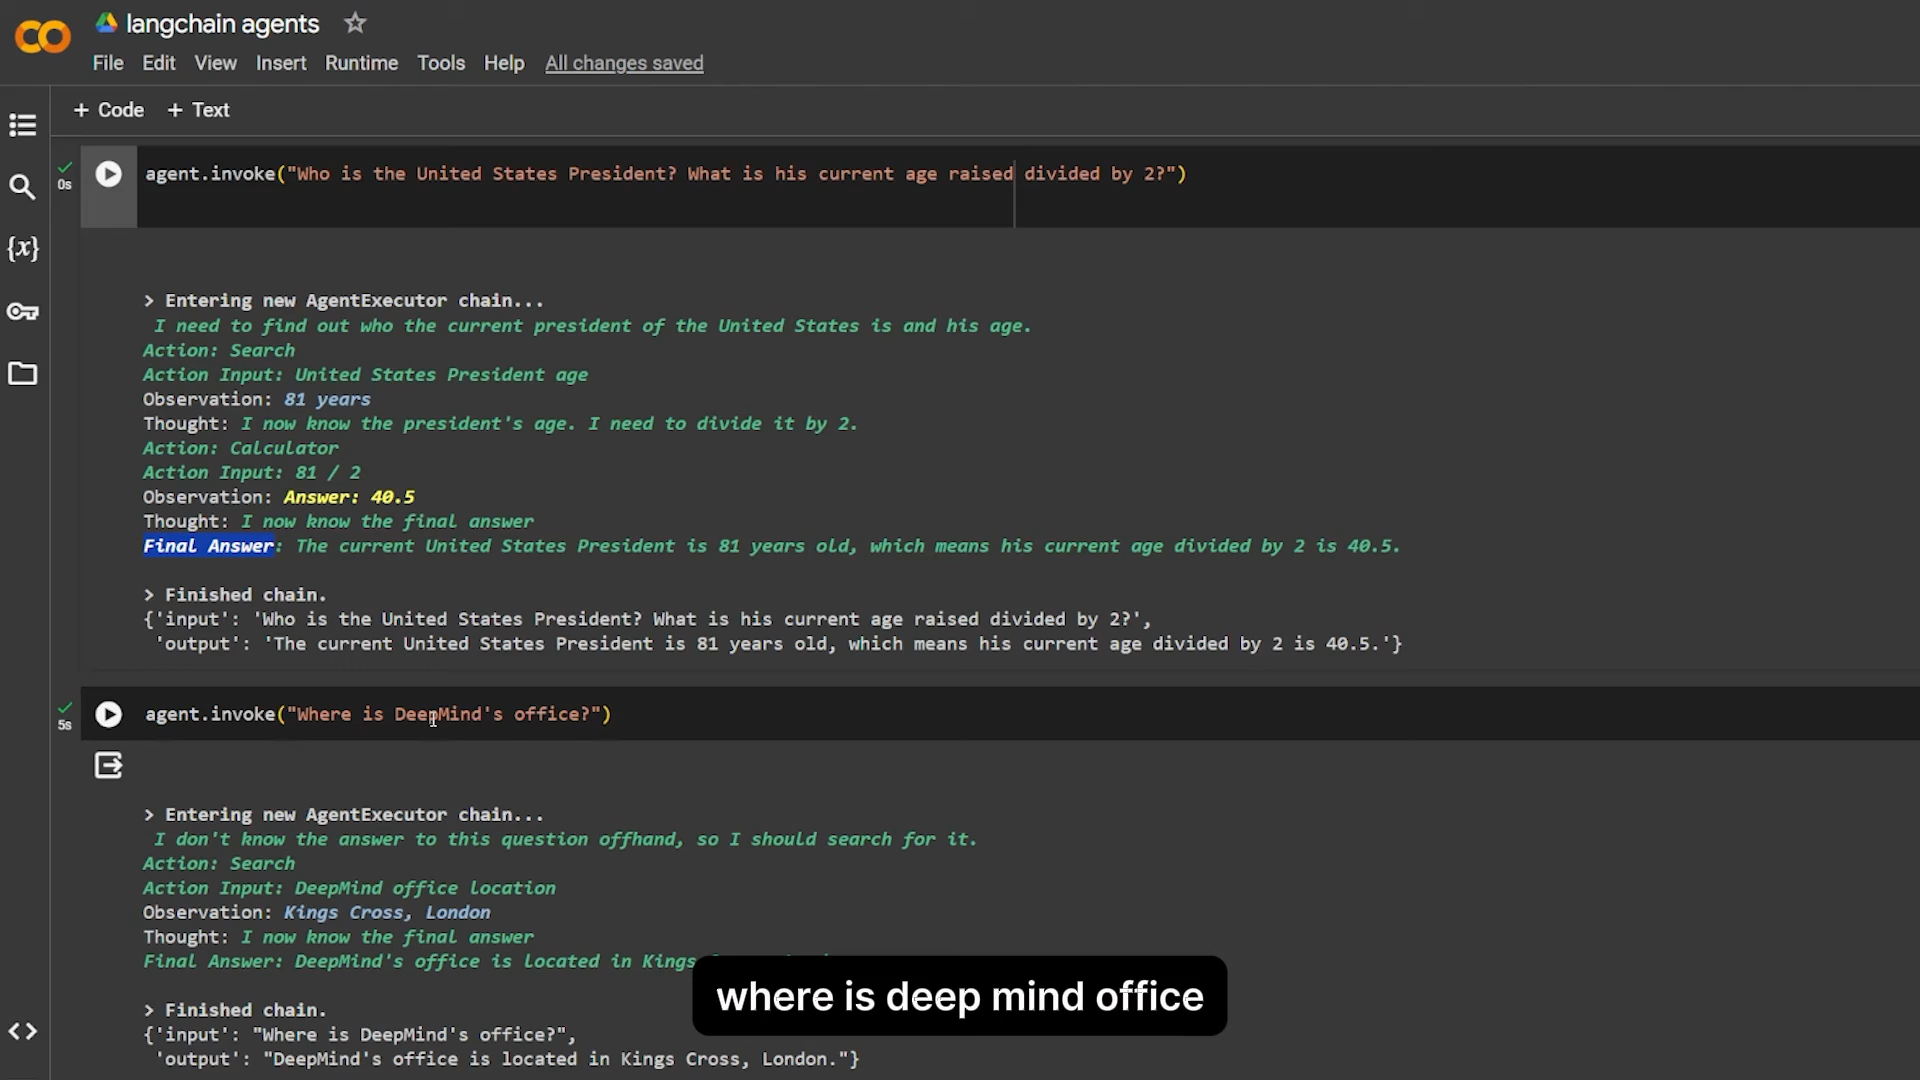 langchain agents
File Edit View Insert Runtime Tools Help All changes saved
+ Code + Text
0s
agent.invoke("Who is the United States President? What is his current age raised divided by 2?")
> Entering new AgentExecutor chain...
I need to find out who the current president of the United States is and his age.
Action: Search
Action Input: United States President age
Observation: 81 years
Thought: I now know the president's age. I need to divide it by 2.
Action: Calculator
Action Input: 81 / 2
Observation: Answer: 40.5
Thought: I now know the final answer
Final Answer: The current United States President is 81 years old, which means his current age divided by 2 is 40.5.
> Finished chain.
{'input': 'Who is the United States President? What is his current age raised divided by 2?',
'output': 'The current United States President is 81 years old, which means his current age divided by 2 is 40.5.'}
5s
agent.invoke("Where is DeepMind's office?")
> Entering new AgentExecutor chain...
I don't know the answer to this question offhand, so I should search for it.
Action: Search
Action Input: DeepMind office location
Observation: Kings Cross, London
Thought: I now know the final answer
Final Answer: DeepMind's office is located in Kings
where is deep mind office
> Finished chain.
{'input': "Where is DeepMind's office?",
'output': "DeepMind's office is located in Kings Cross, London."}